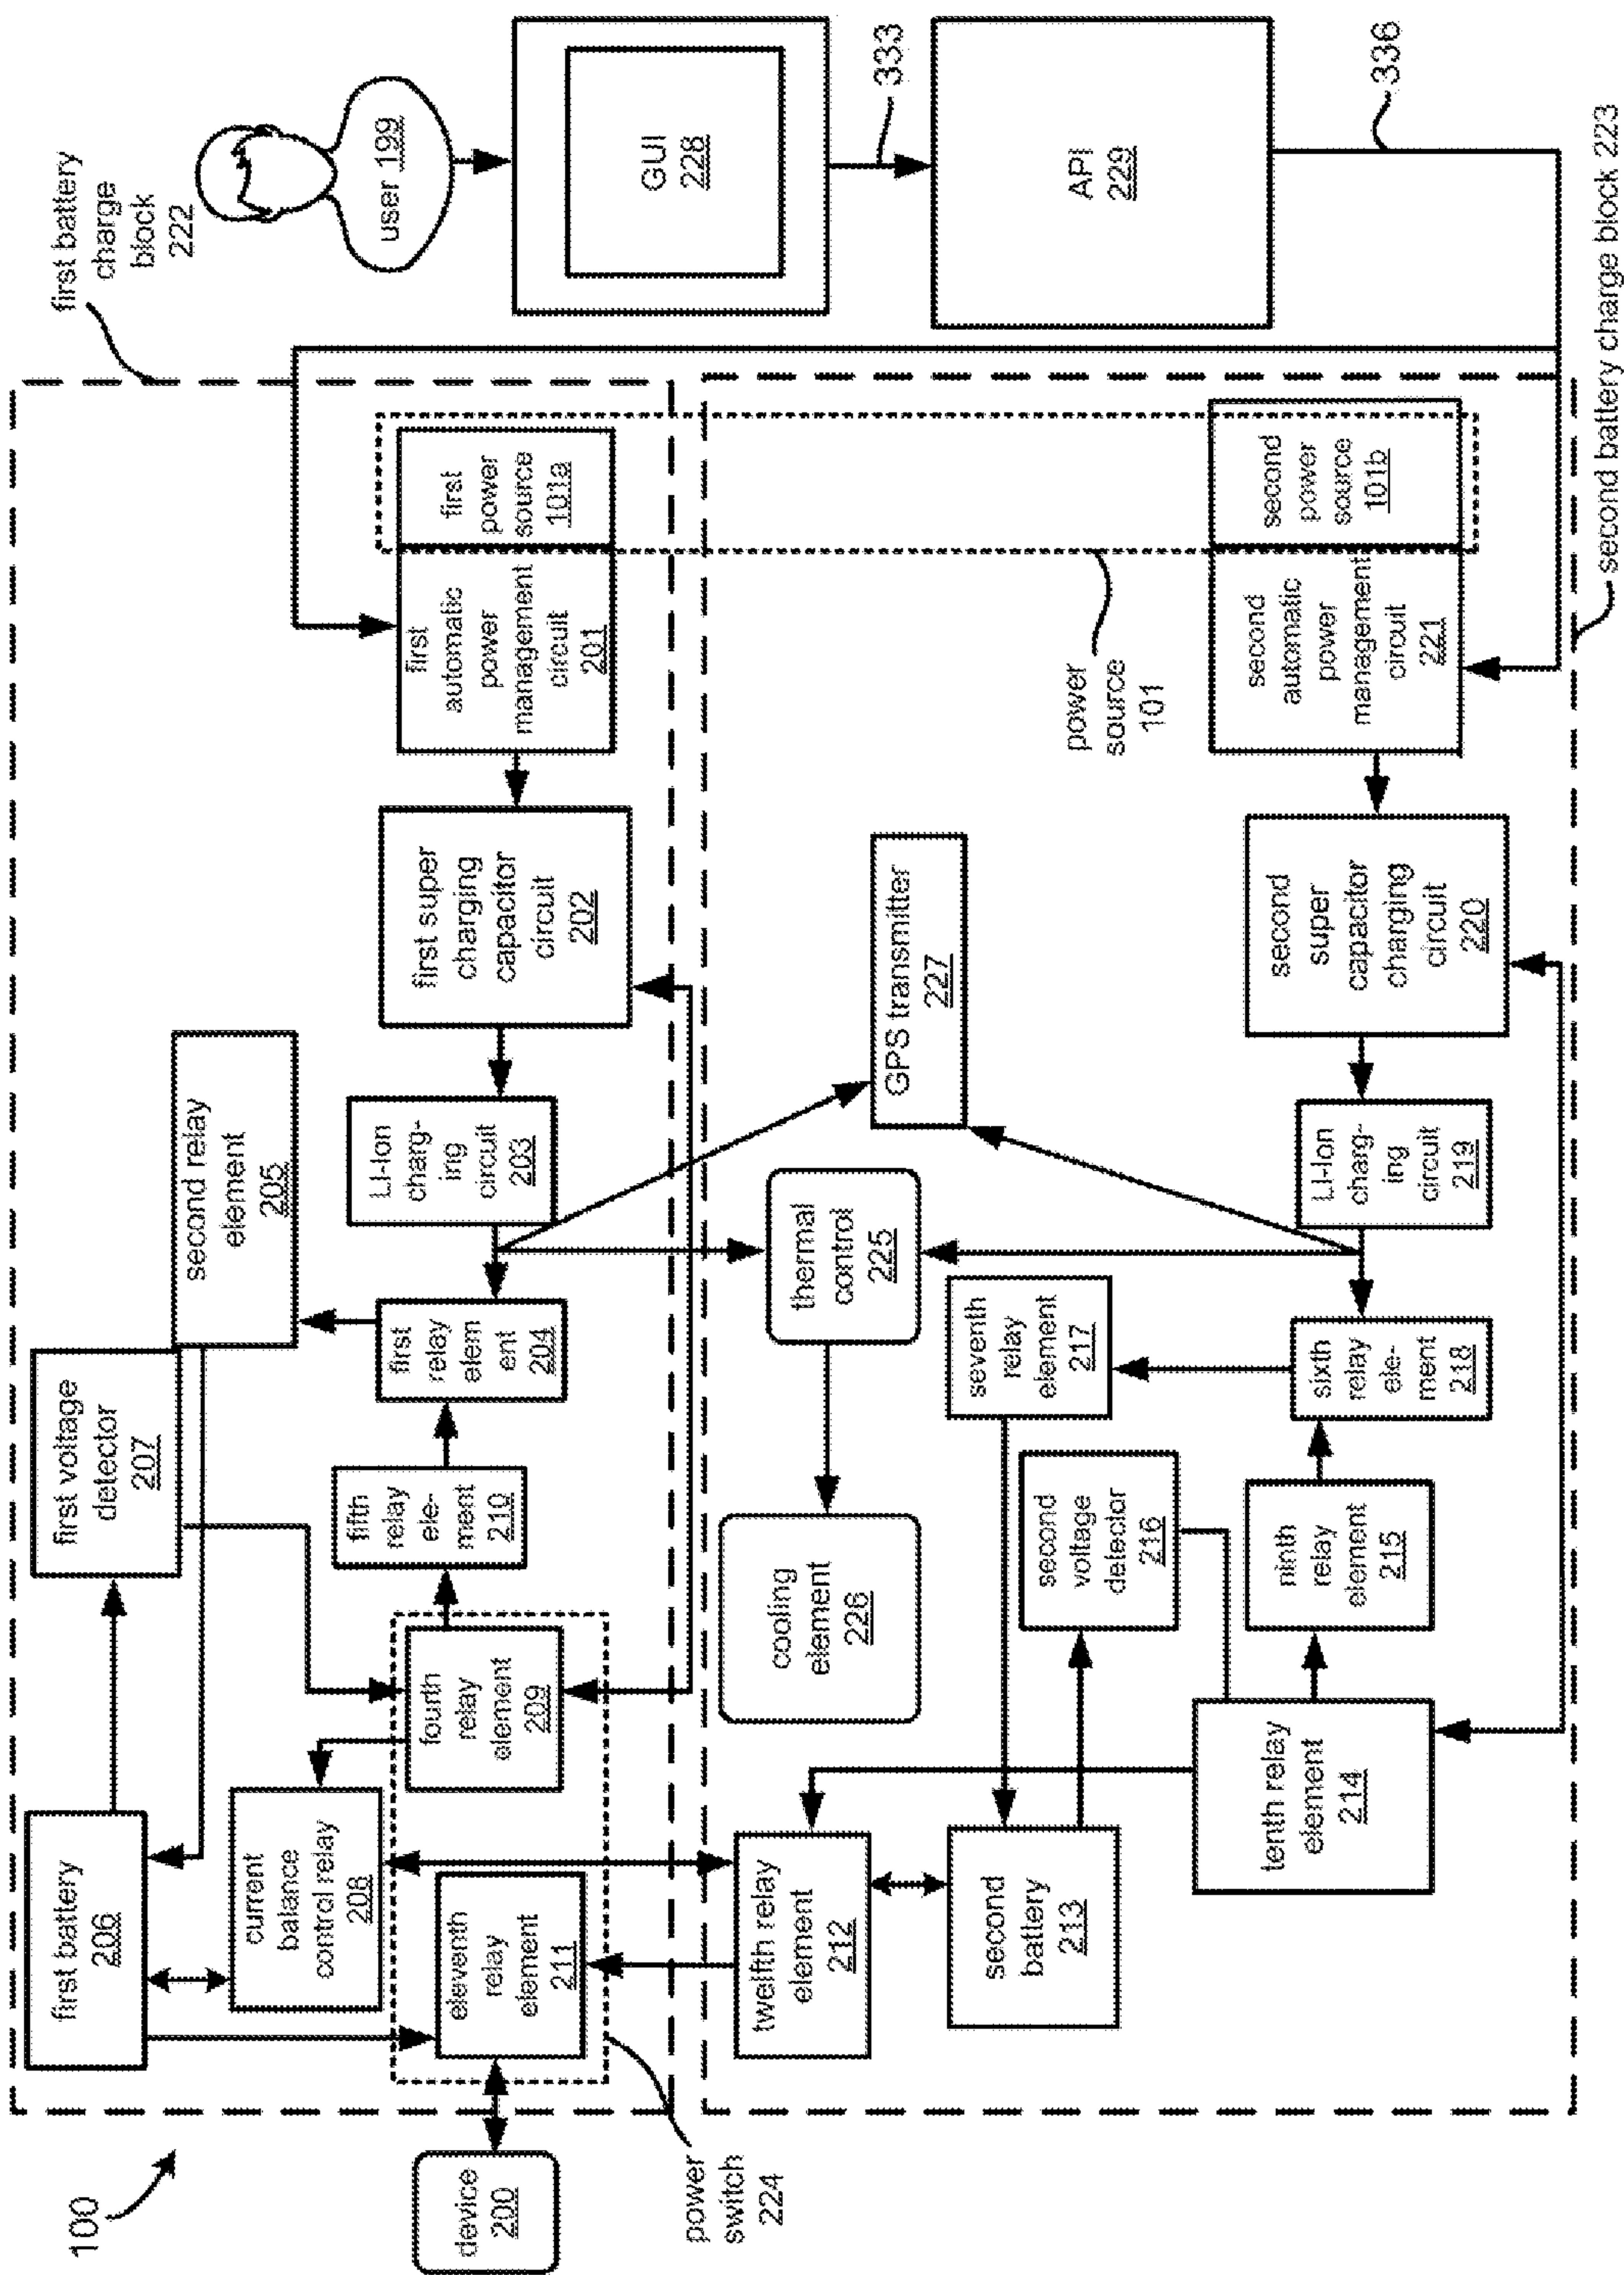 100
first battery
charge
block
222
user 199
GUI
228
333
API
229
336
second battery charge block 223
first
power
source
101a
first
automatic
power
management
circuit
201
first super
charging
capacitor
circuit
202
LI-Ion
charg-
ing
circuit
203
second relay
element
205
first
relay
elem
ent
204
first voltage
detector
207
fifth
relay
ele-
ment
210
fourth
relay
element
209
first battery
206
current
balance
control relay
208
eleventh
relay
element
211
device
200
power
switch
224
power
source
101
second
power
source
101b
second
automatic
power
management
circuit
221
second
super
capacitor
charging
circuit
220
GPS transmitter
227
LI-Ion
charg-
ing
circuit
219
thermal
control
225
cooling
element
226
seventh
relay
element
217
sixth
relay
ele-
ment
218
second
voltage
detector
216
ninth
relay
element
215
tenth relay
element
214
twelfth relay
element
212
second
battery
213